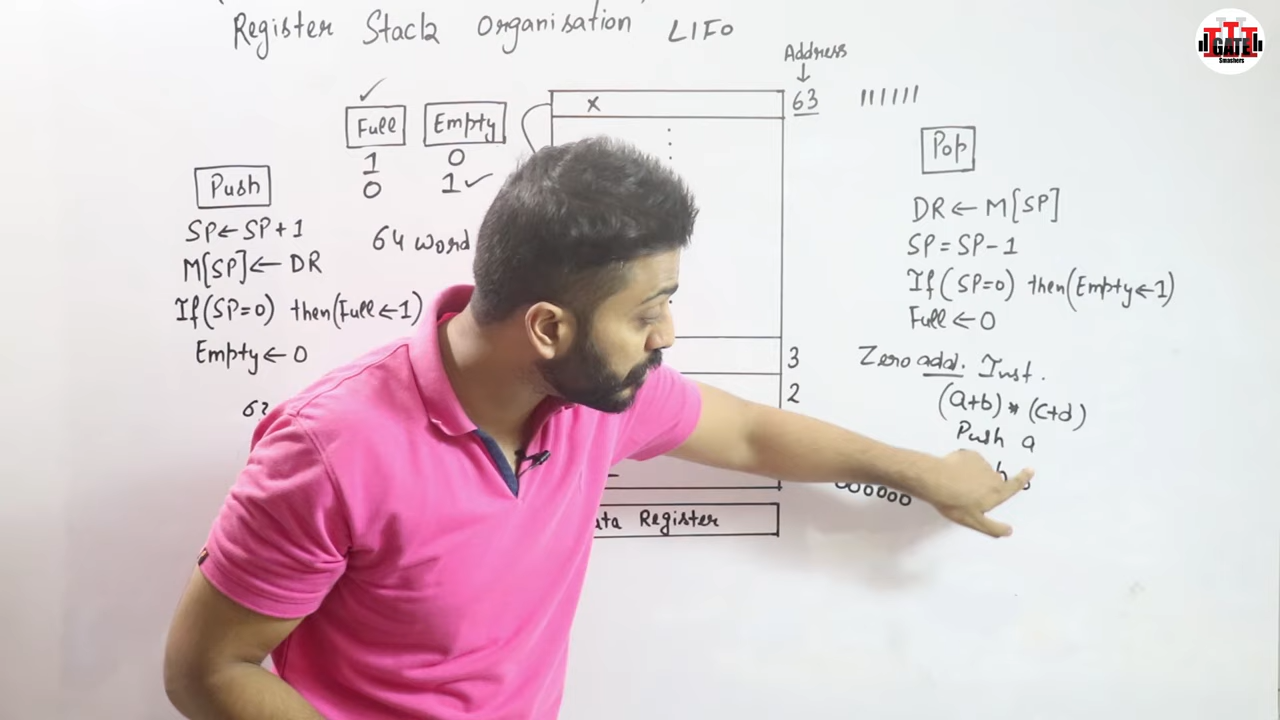 Register Stack Organisation LIFO
GATE
Smashers
Address
63 111111
x
Full Empty
1 0
0 1
Push
SP←SP+1
M[SP]←DR
If(SP=0) then(Full←1)
Empty←0
64 word
Pop
DR←M[SP]
SP=SP-1
If(SP=0) then(Empty←1)
Full←0
3
2
Zero add. Inst.
(a+b)*(c+d)
Push a
b
000000
Register